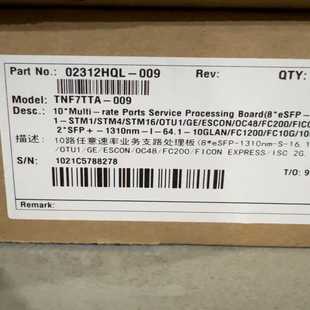 Part No.: 02312HQL-009 Rev: QTY:
Model: TNF7TTA-009
Desc.: 10*Multi-rate Ports Service Processing Board(8*eSFP-
1-STM1/STM4/STM16/OTU1/GE/ESCON/OC48/FC200/FICO
2*SFP+-1310nm-I-64.1-10GLAN/FC1200/FC10G/10
描述 10路任意速率业务支路处理板(8*eSFP-1310nm-S-16.1
/OTU1/GE/ESCON/OC48/FC200/FICON EXPRESS/ISC 2G,
S/N: 1021C5788278
T/O: 9
Remark: